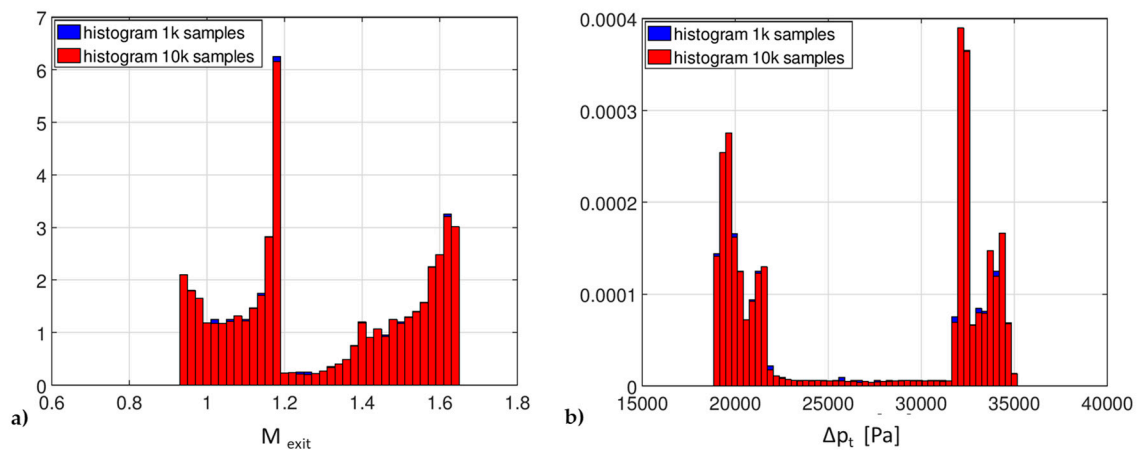 7
6
5
4
3
2
1
0
histogram 1k samples
histogram 10k samples
0.6 0.8 1 1.2 1.4 1.6 1.8
a)
M exit
0.0004
0.0003
0.0002
0.0001
0
histogram 1k samples
histogram 10k samples
15000 20000 25000 30000 35000 40000
b)
Δpt [Pa]